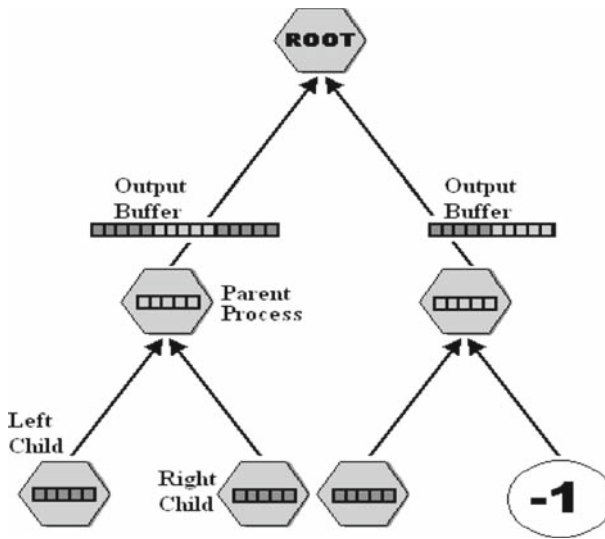 ROOT
Output
Buffer
Output
Buffer
Parent
Process
Left
Child
Right
Child
-1